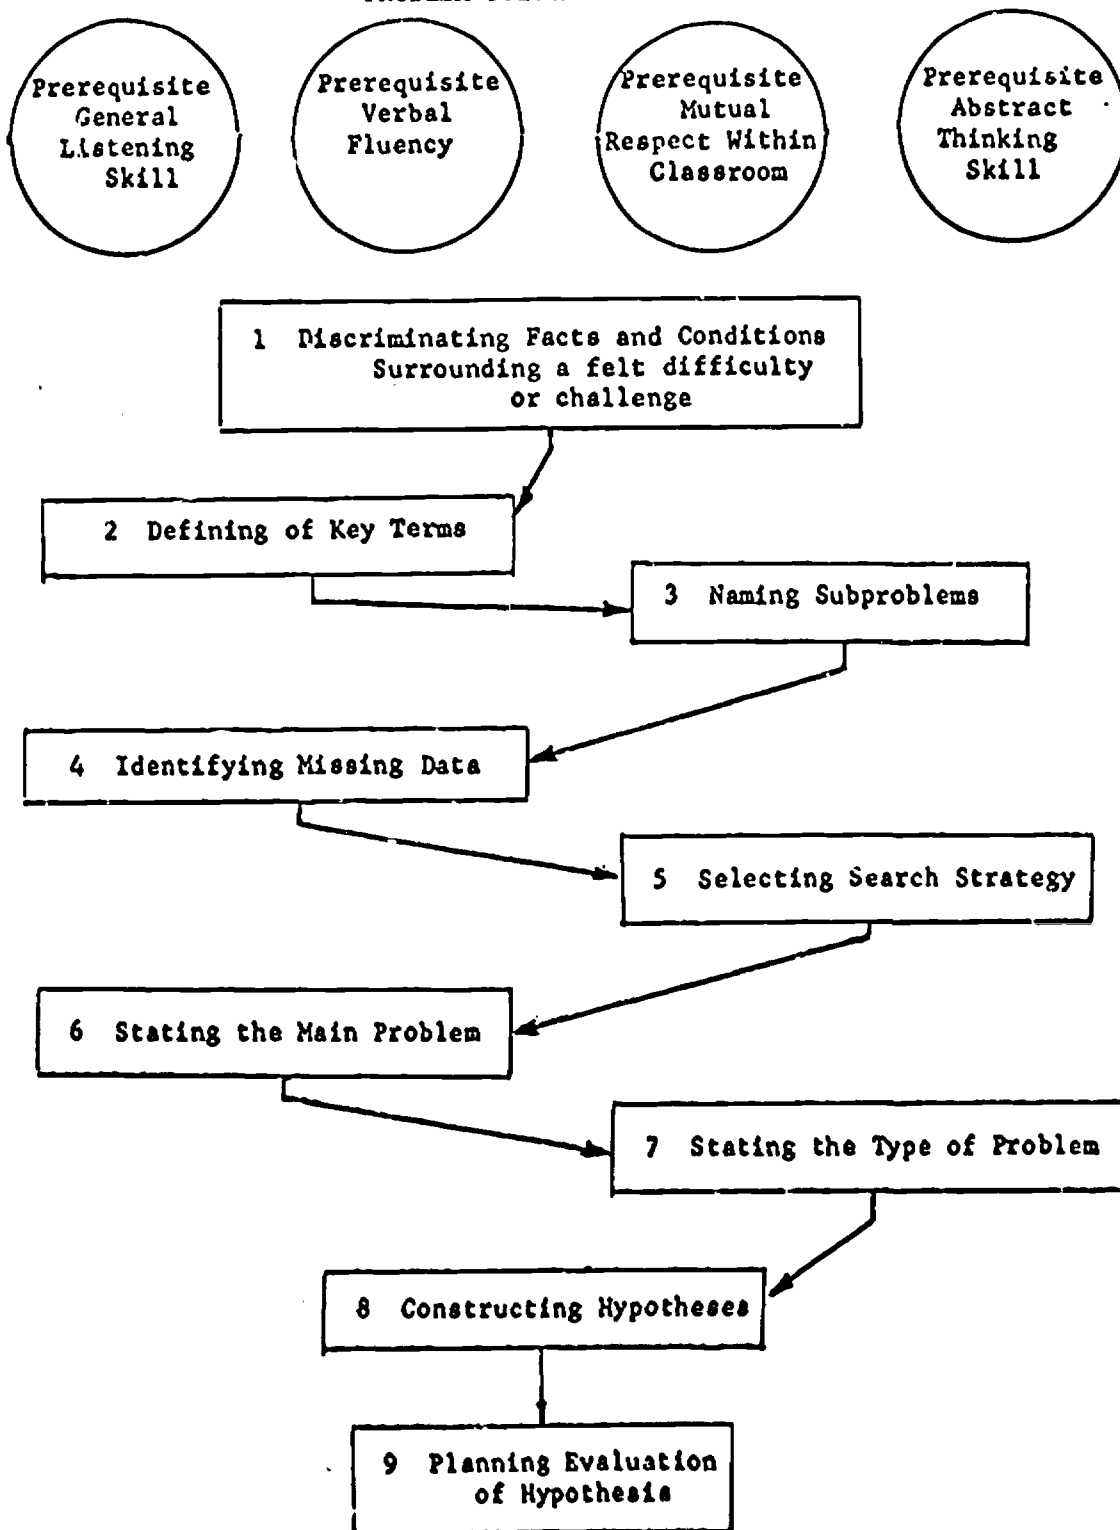 Prerequisite
General
Listening
Skill
Prerequisite
Verbal
Fluency
Prerequisite
Mutual
Respect Within
Classroom
Prerequisite
Abstract
Thinking
Skill
1 Discriminating Facts and Conditions
Surrounding a felt difficulty
or challenge
2 Defining of Key Terms
3 Naming Subproblems
4 Identifying Missing Data
5 Selecting Search Strategy
6 Stating the Main Problem
7 Stating the Type of Problem
8 Constructing Hypotheses
9 Planning Evaluation
of Hypothesis